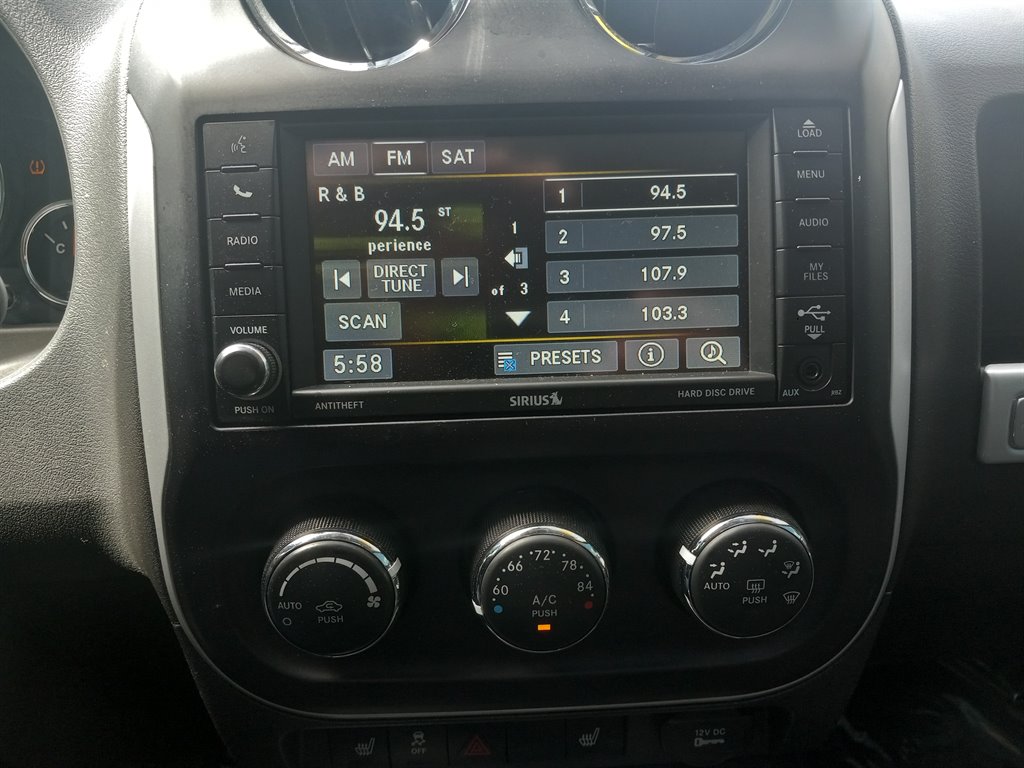 AM FM SAT
R & B
94.5 ST
perience
DIRECT
TUNE
SCAN
5:58
1
of 3
1 94.5
2 97.5
3 107.9
4 103.3
PRESETS
RADIO
MEDIA
VOLUME
PUSH ON
LOAD
MENU
AUDIO
MY
FILES
PULL
AUX
RBZ
ANTITHEFT
SIRIUS
HARD DISC DRIVE
C
AUTO
PUSH
O
60 66 72 78 84
A/C
PUSH
AUTO
PUSH
OFF
12V DC